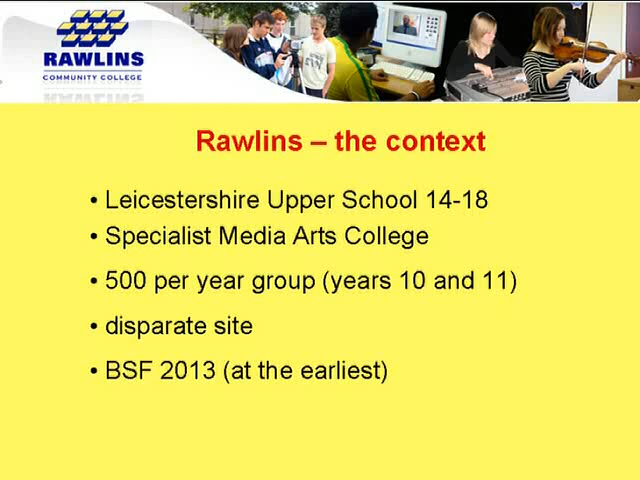 RAWLINS
COMMUNITY COLLEGE
Rawlins – the context
• Leicestershire Upper School 14-18
• Specialist Media Arts College
• 500 per year group (years 10 and 11)
• disparate site
• BSF 2013 (at the earliest)